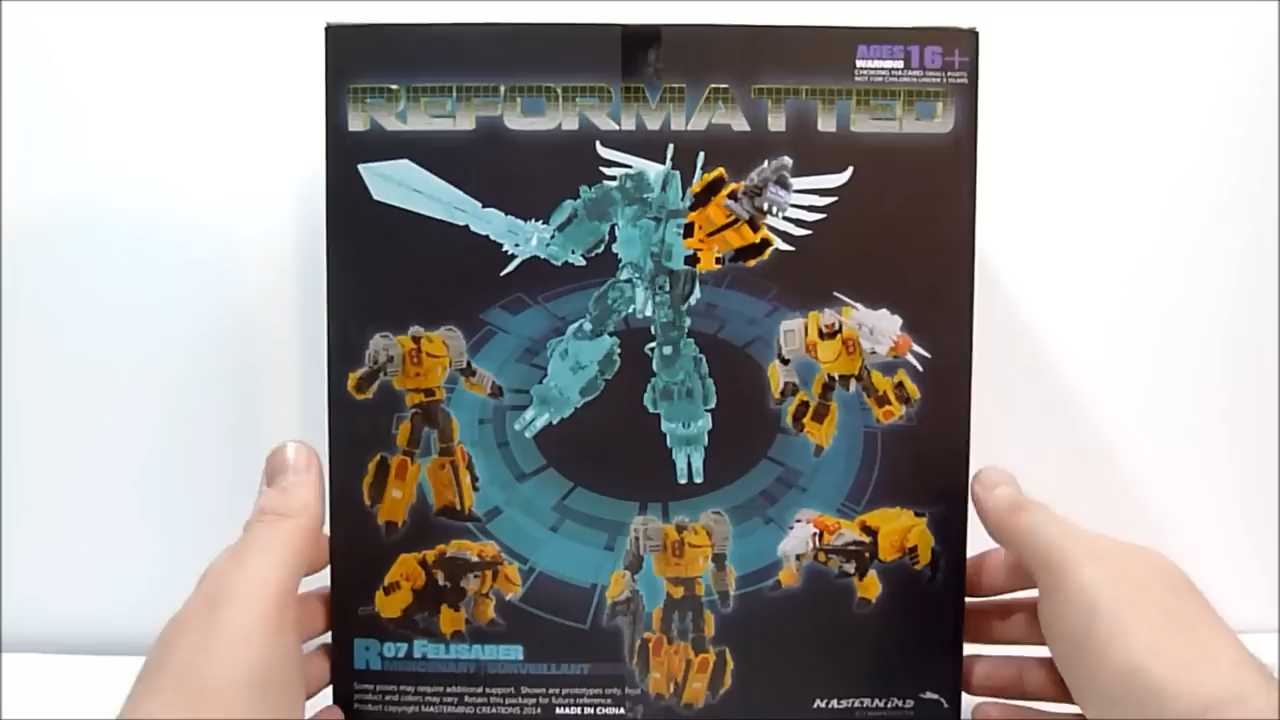 AGES 16+
WARNING
CHOKING HAZARD-SMALL PARTS
NOT FOR CHILDREN UNDER 3 YEARS
REFORMATTED
R07 FELISABER
MERCENARY SURVEILLANT
Some poses may require additional support. Shown are prototypes only, final
product and colors may vary. Retain this package for future reference.
Product copyright MASTERMIND CREATIONS 2014 MADE IN CHINA
MASTERMIND